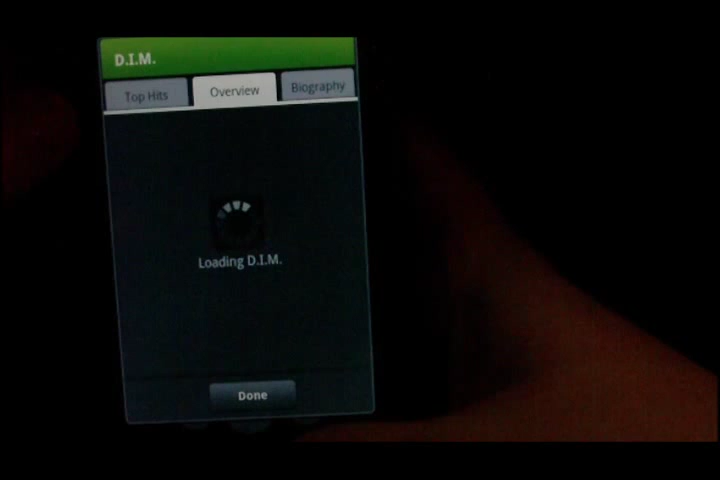 D.I.M.
Top Hits
Overview
Biography
Loading D.I.M.
Done